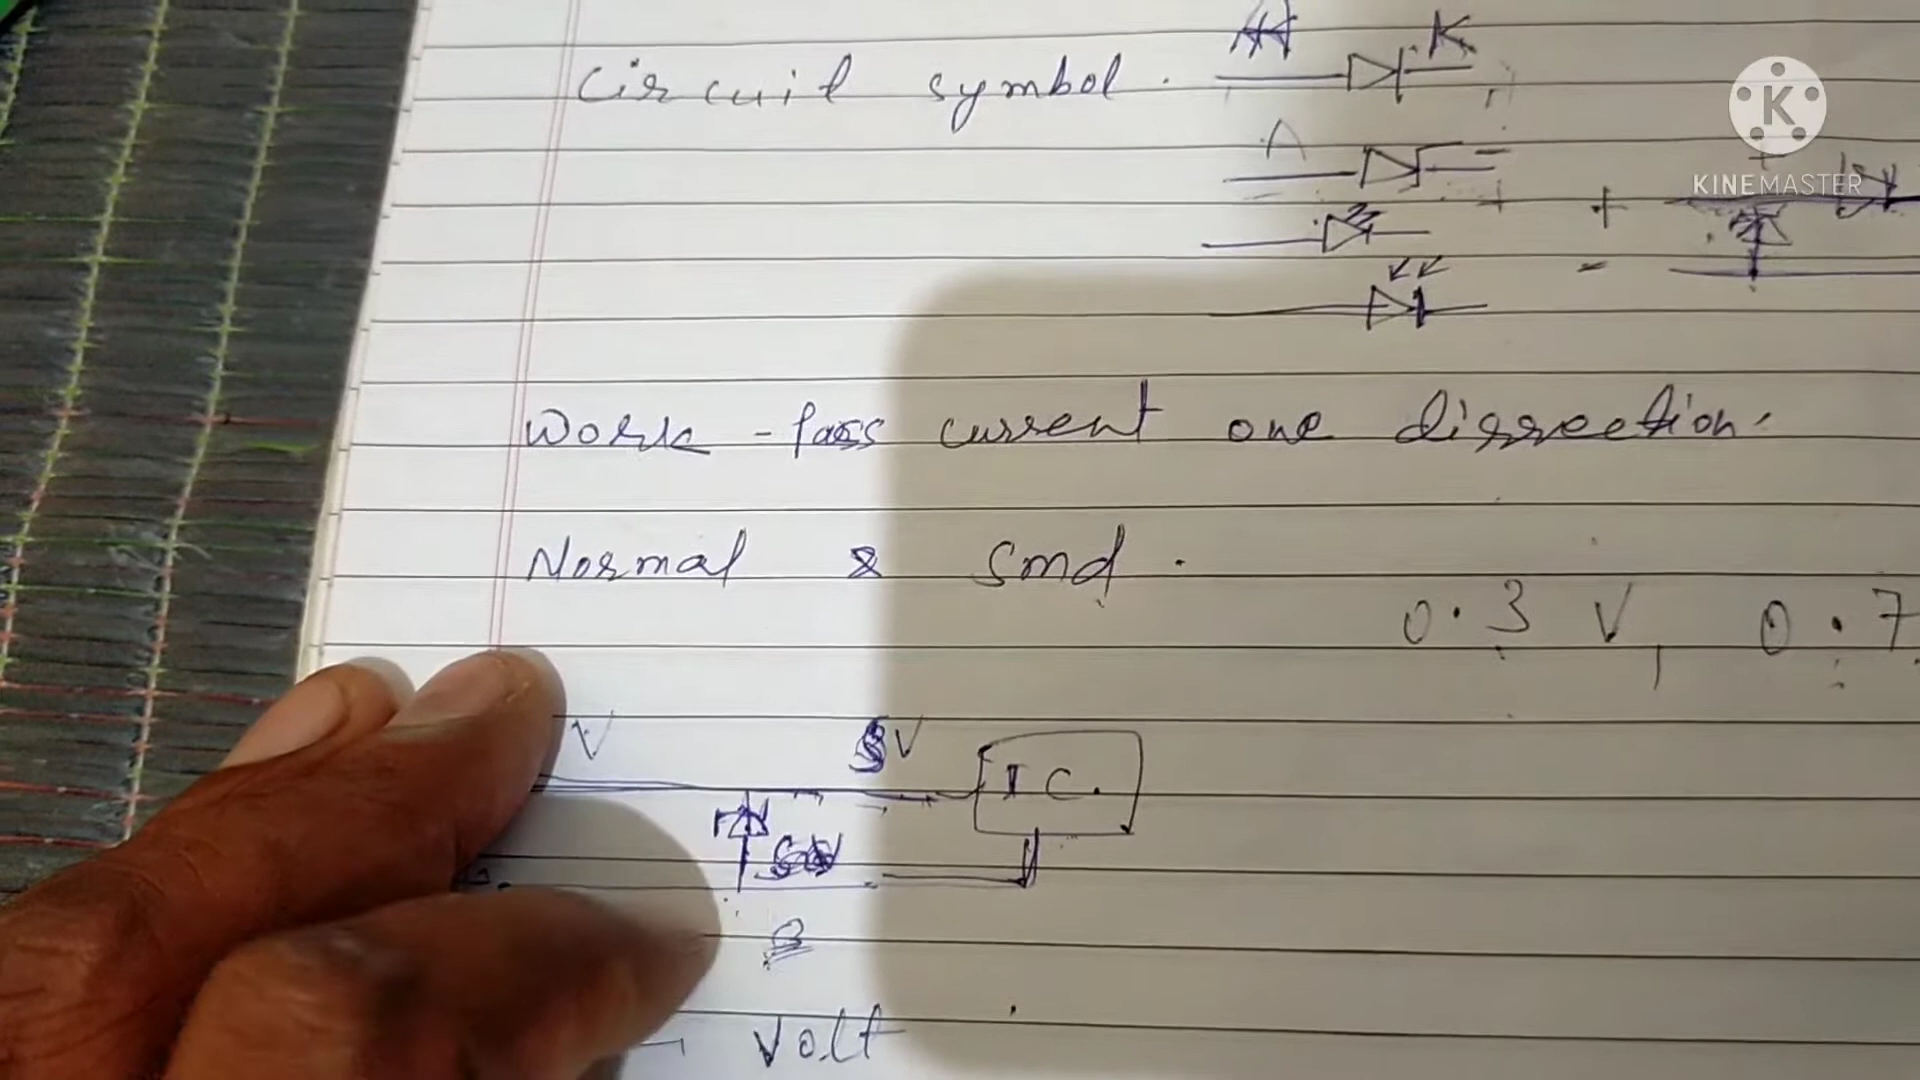 Circuit symbol. A K
A -
+ +
-
KINEMASTER
Work - Pass current one dirrection.
Normal & Smd.
0.3 V, 0.7
V 5V I C.
Volt